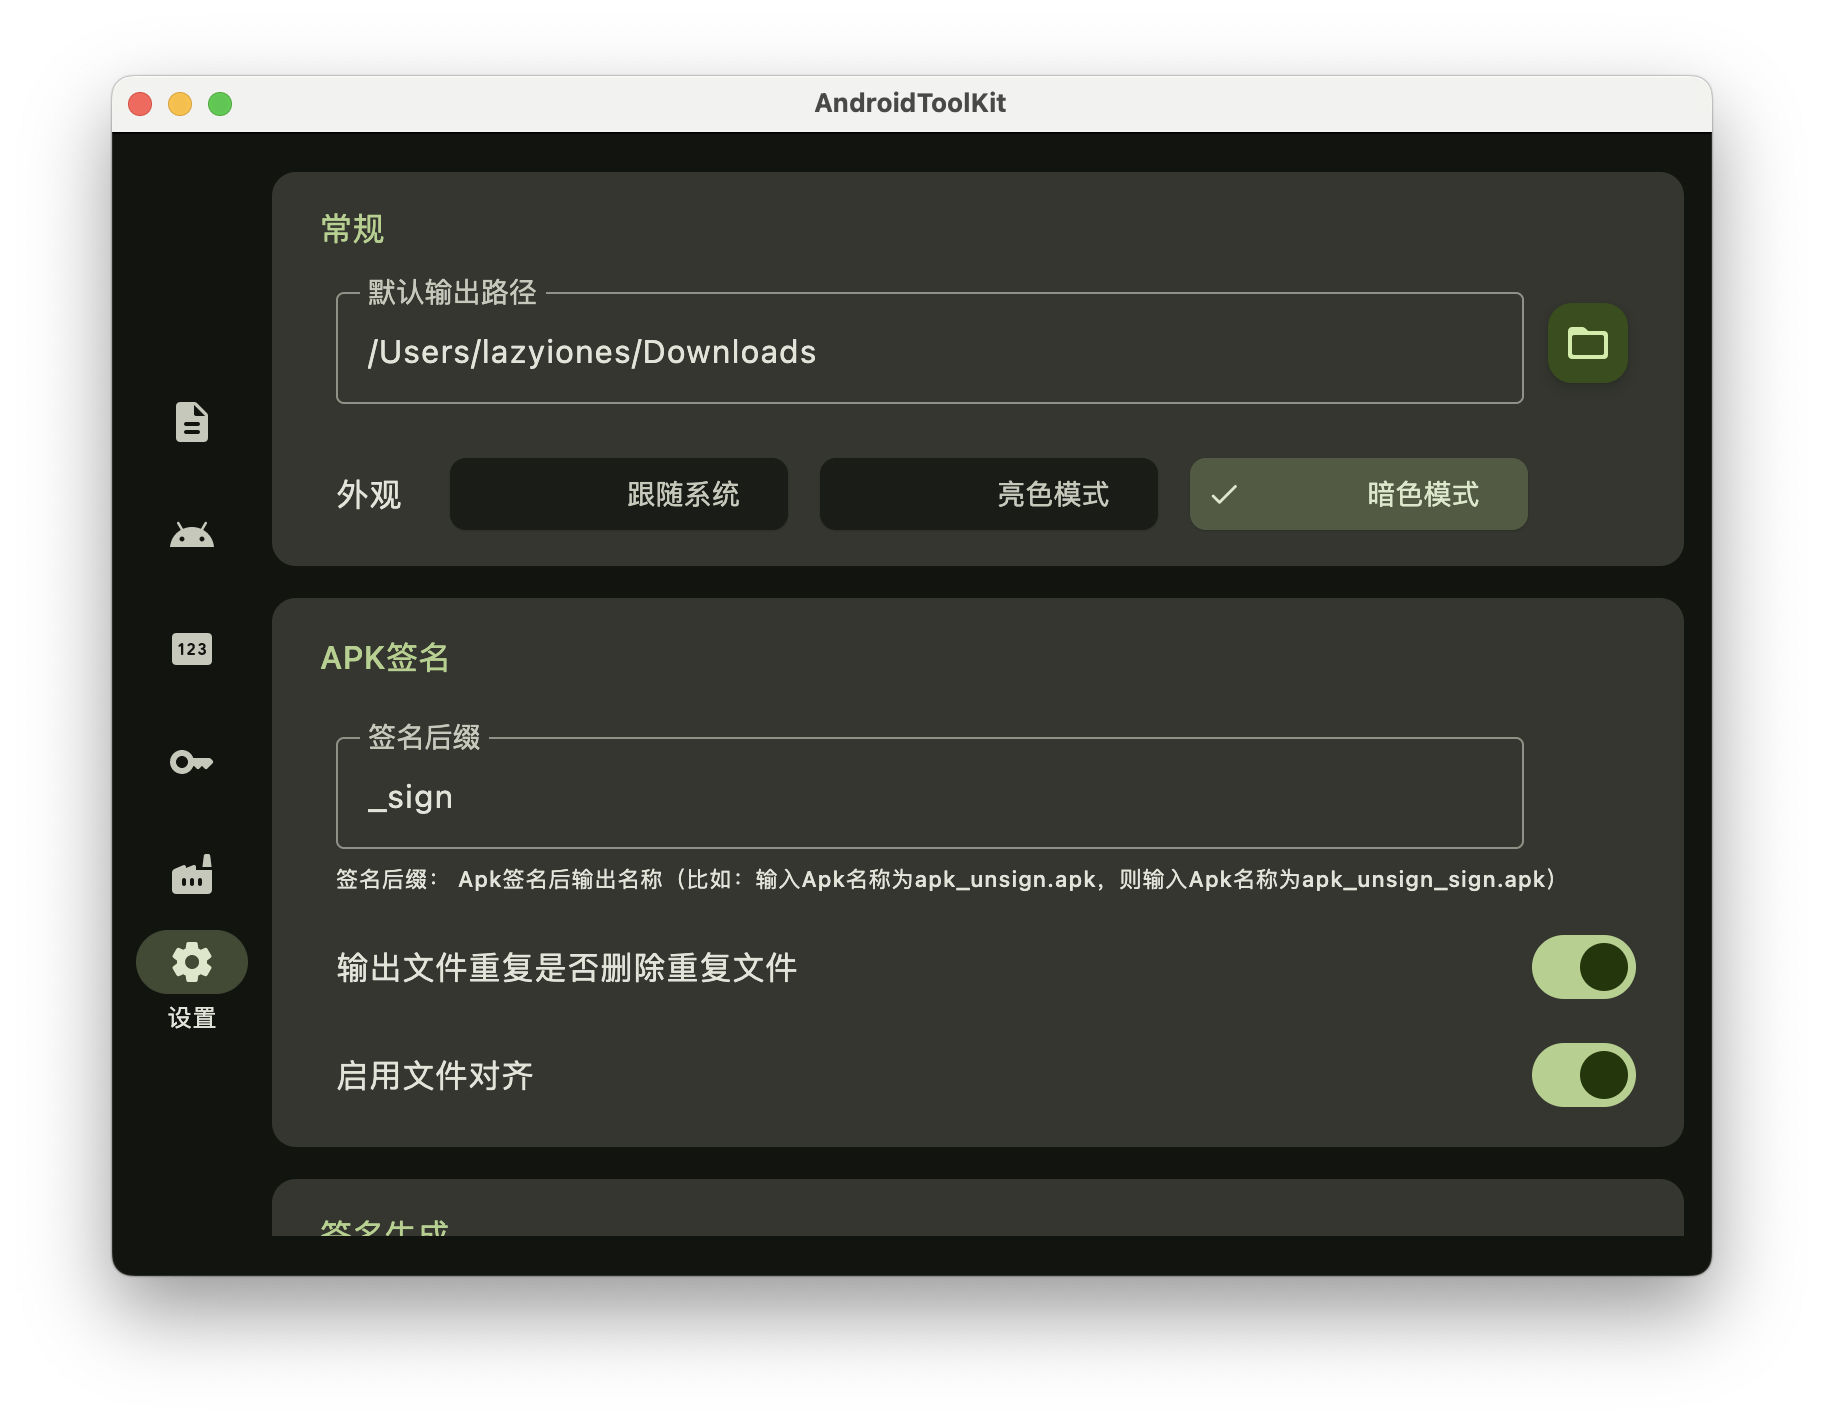 AndroidToolKit
常规
默认输出路径
/Users/lazyiones/Downloads
外观
跟随系统
亮色模式
暗色模式
123
APK签名
签名后缀
_sign
签名后缀： Apk签名后输出名称（比如：输入Apk名称为apk_unsign.apk，则输入Apk名称为apk_unsign_sign.apk）
输出文件重复是否删除重复文件
设置
启用文件对齐
签名生成